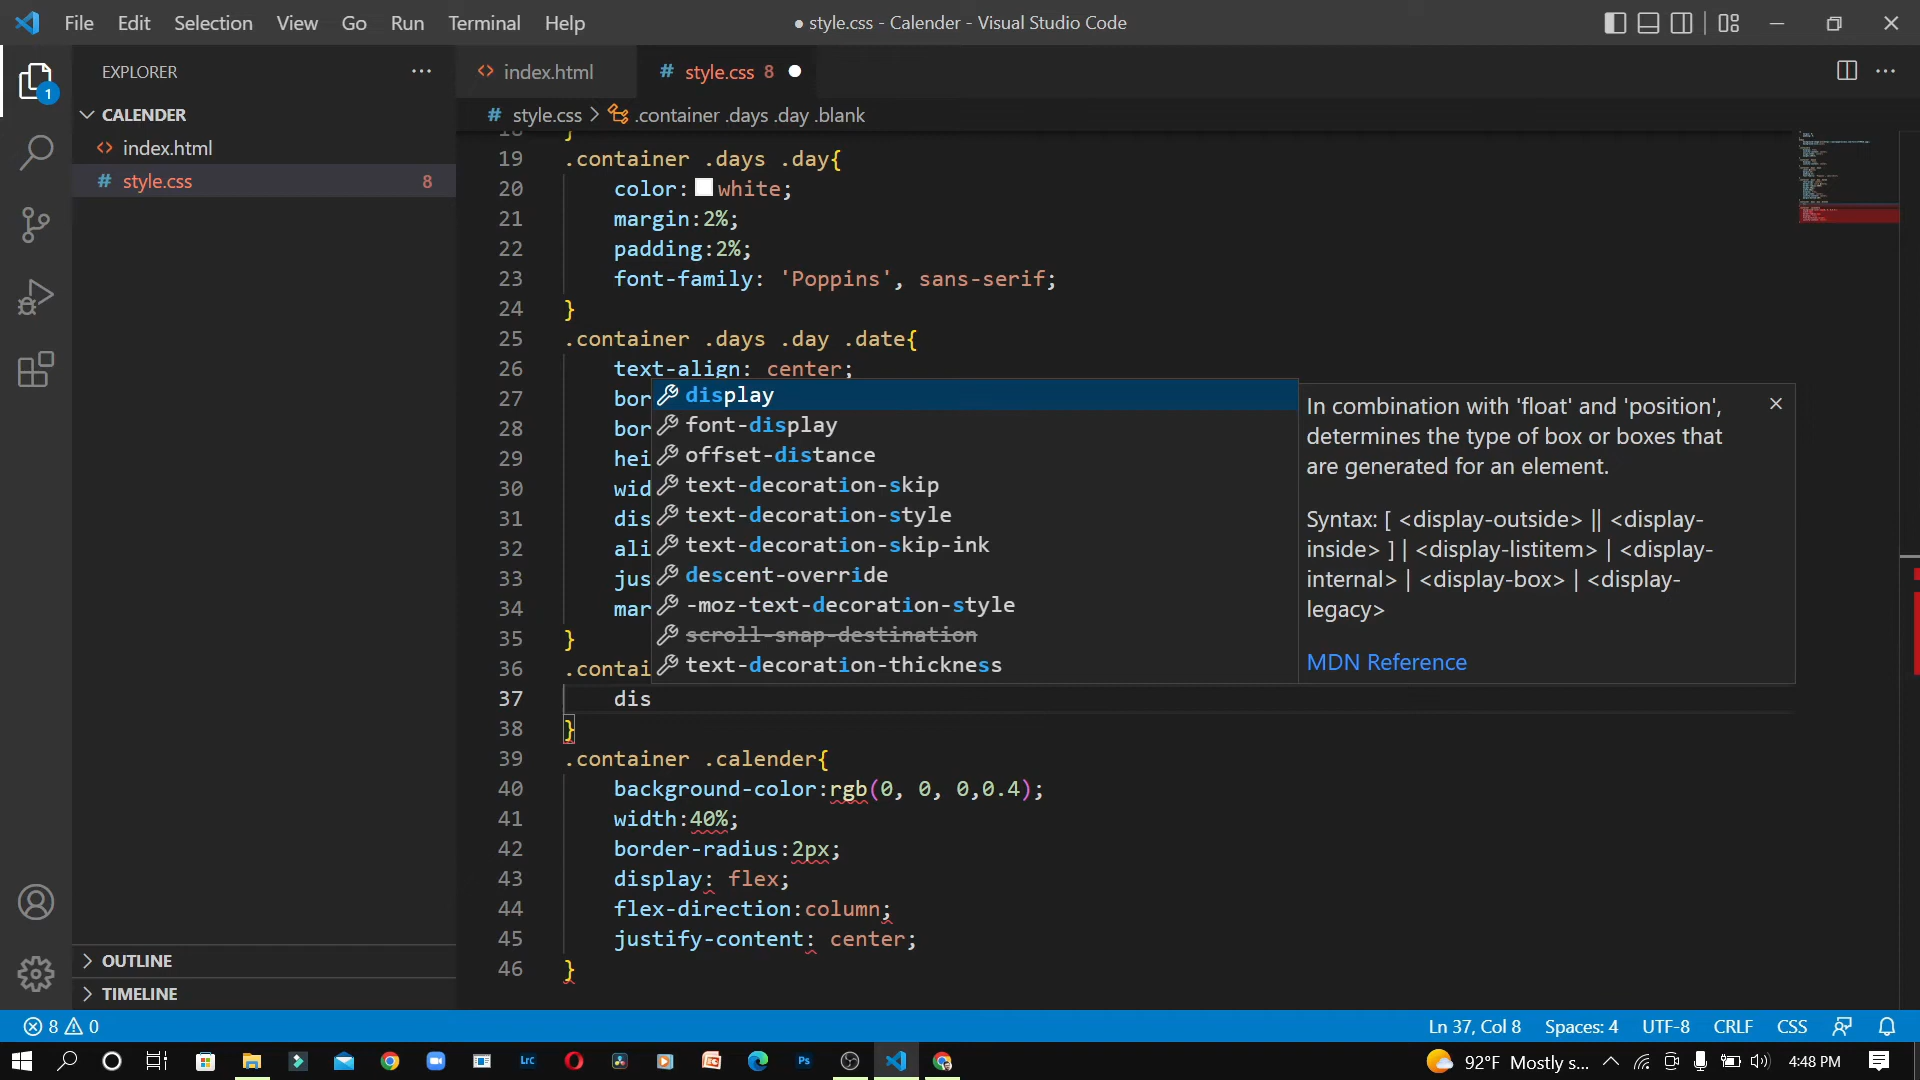 File Edit Selection View Go Run Terminal Help
● style.css - Calender - Visual Studio Code
EXPLORER
CALENDER
index.html
# style.css 8
OUTLINE
TIMELINE
1
index.html
# style.css 8
# style.css > .container .days .day .blank
18 }
19 .container .days .day{
20 color: white;
21 margin:2%;
22 padding:2%;
23 font-family: 'Poppins', sans-serif;
24 }
25 .container .days .day .date{
26 text-align: center;
27 bor
28 bor
29 hei
30 wid
31 dis
32 ali
33 jus
34 mar
35 }
36 .contai
37 dis
38 }
39 .container .calender{
40 background-color:rgb(0, 0, 0,0.4);
41 width:40%;
42 border-radius:2px;
43 display: flex;
44 flex-direction:column;
45 justify-content: center;
46 }
display
font-display
offset-distance
text-decoration-skip
text-decoration-style
text-decoration-skip-ink
descent-override
-moz-text-decoration-style
scroll-snap-destination
text-decoration-thickness
In combination with 'float' and 'position',
determines the type of box or boxes that
are generated for an element.
Syntax: [ <display-outside> || <display-
inside> ] | <display-listitem> | <display-
internal> | <display-box> | <display-
legacy>
MDN Reference
8 0
Ln 37, Col 8 Spaces: 4 UTF-8 CRLF CSS
Lrc
Ps
92°F Mostly s... 4:48 PM